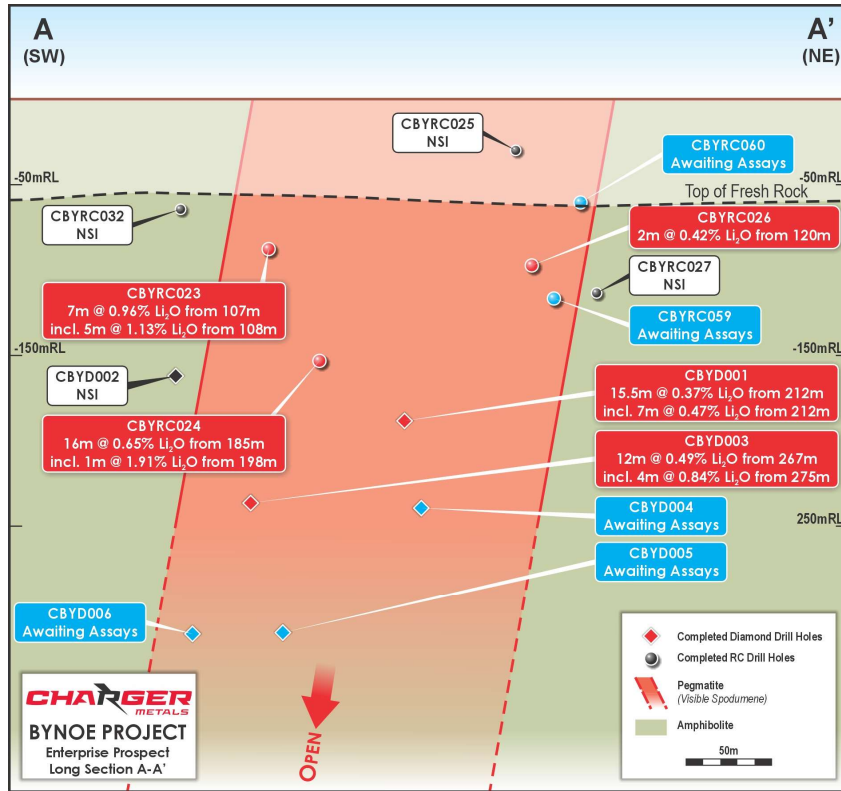 A
(SW)
A’
(NE)
CBYRC025
NSI
CBYRC060
Awaiting Assays
-50mRL
-50mRL
Top of Fresh Rock
CBYRC032
NSI
CBYRC026
2m @ 0.42% Li₂O from 120m
CBYRC027
NSI
CBYRC023
7m @ 0.96% Li₂O from 107m
incl. 5m @ 1.13% Li₂O from 108m
CBYRC059
Awaiting Assays
-150mRL
-150mRL
CBYD002
NSI
CBYD001
15.5m @ 0.37% Li₂O from 212m
incl. 7m @ 0.47% Li₂O from 212m
CBYRC024
16m @ 0.65% Li₂O from 185m
incl. 1m @ 1.91% Li₂O from 198m
CBYD003
12m @ 0.49% Li₂O from 267m
incl. 4m @ 0.84% Li₂O from 275m
CBYD004
Awaiting Assays
250mRL
CBYD005
Awaiting Assays
CBYD006
Awaiting Assays
OPEN
CHARGER
METALS
BYNOE PROJECT
Enterprise Prospect
Long Section A-A’
Completed Diamond Drill Holes
Completed RC Drill Holes
Pegmatite
(Visible Spodumene)
Amphibolite
50m